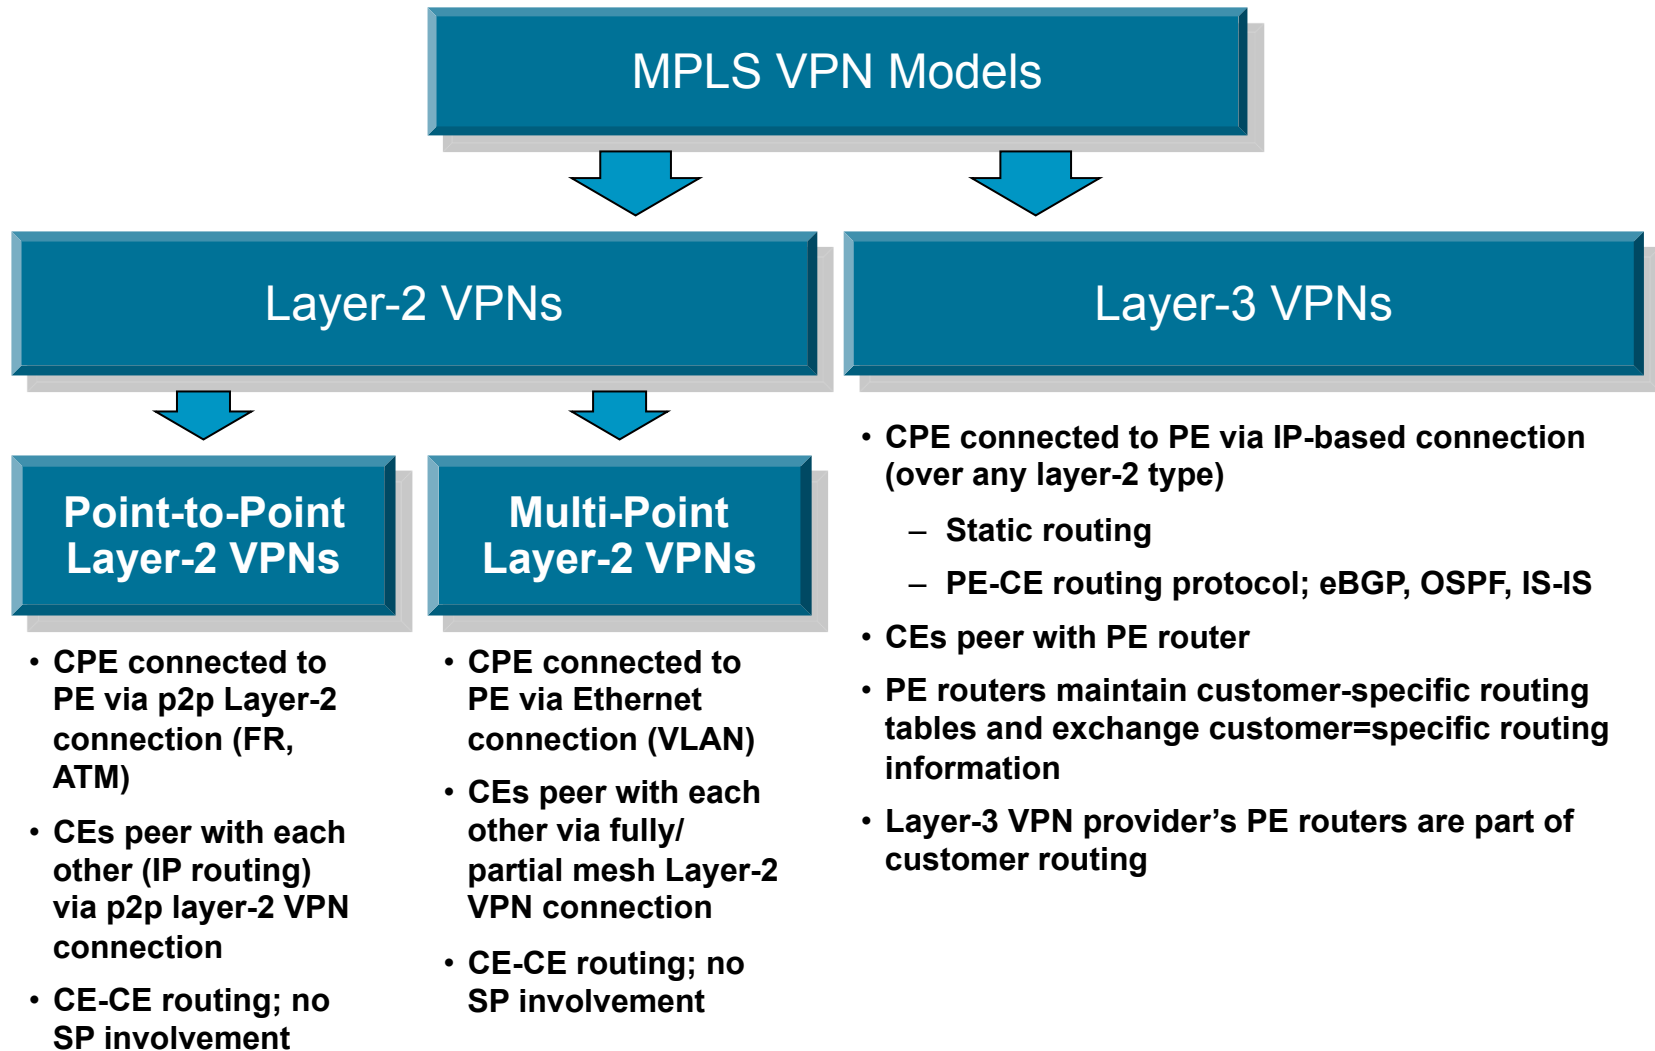 MPLS VPN Models
Layer-2 VPNs
Layer-3 VPNs
Point-to-Point
Layer-2 VPNs
• CPE connected to
PE via p2p Layer-2
connection (FR,
ATM)
• CEs peer with each
other (IP routing)
via p2p layer-2 VPN
connection
• CE-CE routing; no
SP involvement
Multi-Point
Layer-2 VPNs
• CPE connected to
PE via Ethernet
connection (VLAN)
• CEs peer with each
other via fully/
partial mesh Layer-2
VPN connection
• CE-CE routing; no
SP involvement
• CPE connected to PE via IP-based connection
(over any layer-2 type)
– Static routing
– PE-CE routing protocol; eBGP, OSPF, IS-IS
• CEs peer with PE router
• PE routers maintain customer-specific routing
tables and exchange customer=specific routing
information
• Layer-3 VPN provider’s PE routers are part of
customer routing